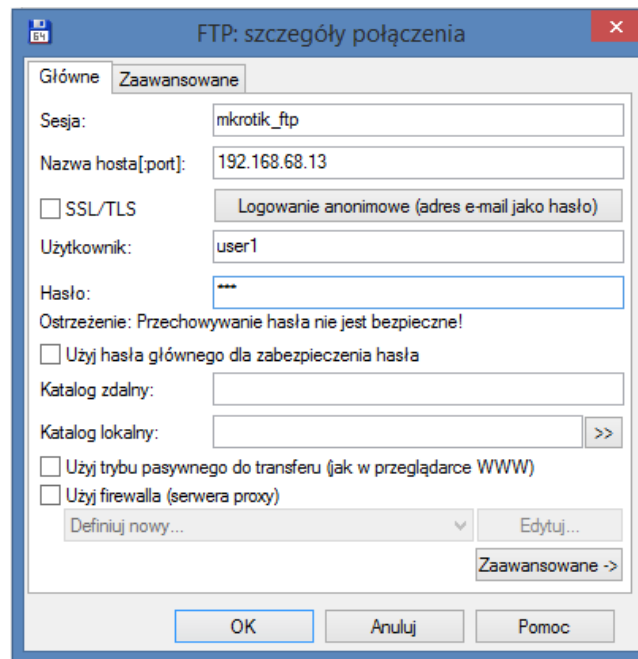 64 FTP: szczegóły połączenia
Główne Zaawansowane
Sesja: mkrotik_ftp
Nazwa hosta[:port]: 192.168.68.13
SSL/TLS Logowanie anonimowe (adres e-mail jako hasło)
Użytkownik: user1
Hasło: ***
Ostrzeżenie: Przechowywanie hasła nie jest bezpieczne!
Użyj hasła głównego dla zabezpieczenia hasła
Katalog zdalny:
Katalog lokalny: >>
Użyj trybu pasywnego do transferu (jak w przeglądarce WWW)
Użyj firewalla (serwera proxy)
Definiuj nowy... Edytuj...
Zaawansowane ->
OK Anuluj Pomoc